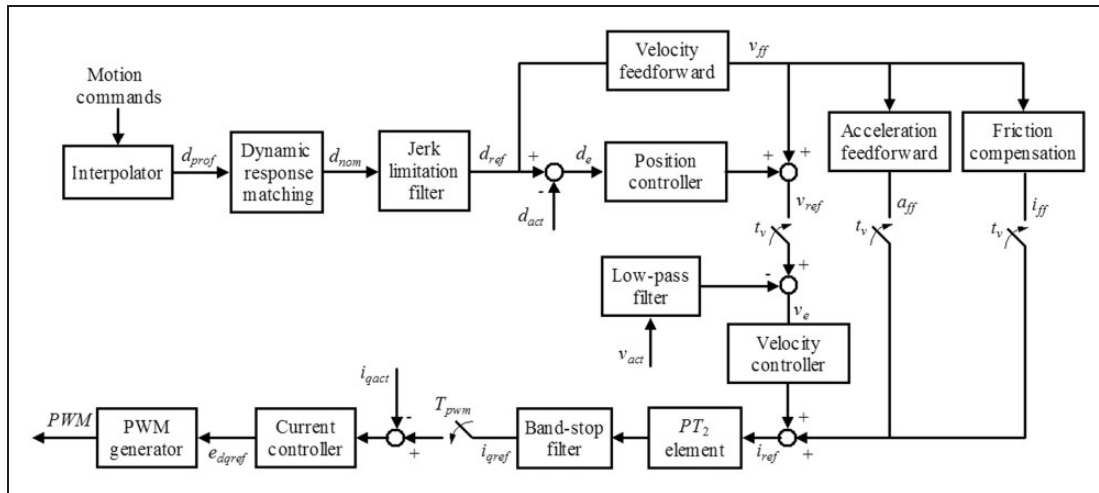 Motion
commands
Interpolator
d_prof
Dynamic
response
matching
d_nom
Jerk
limitation
filter
d_ref
+
-
d_act
d_e
Position
controller
Velocity
feedforward
v_ff
+
+
v_ref
Acceleration
feedforward
a_ff
Friction
compensation
i_ff
t_v
t_v
t_v
Low-pass
filter
v_act
-
+
v_e
Velocity
controller
+
+
i_ref
PT_2
element
Band-stop
filter
i_qref
T_pwm
i_qact
-
+
Current
controller
e_dqref
PWM
generator
PWM